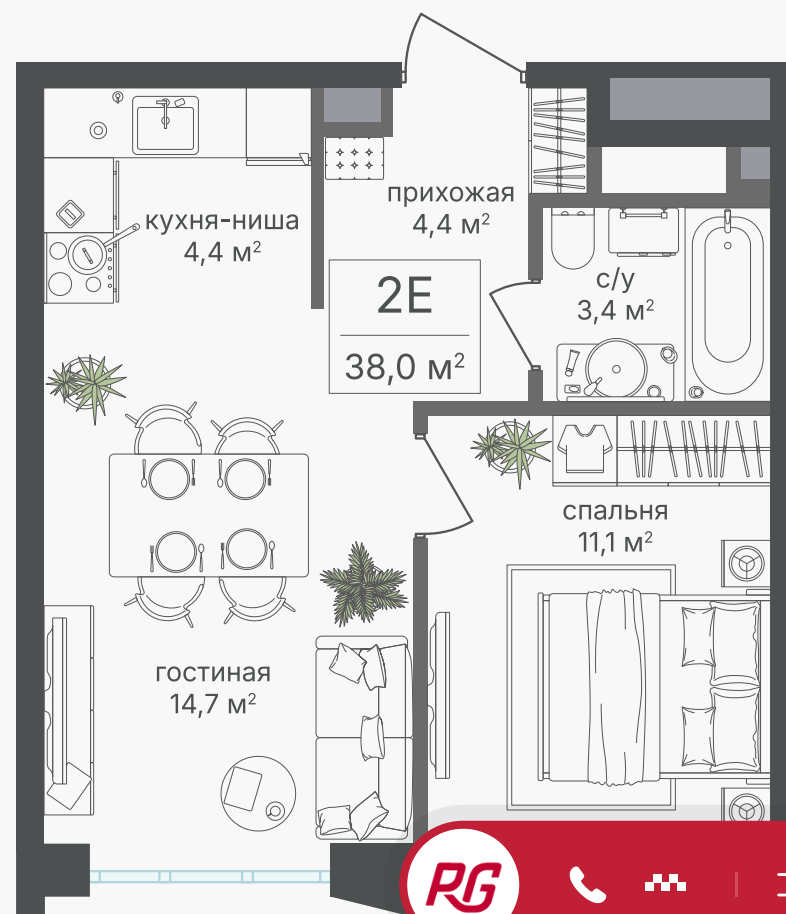 прихожая
4,4 м²
кухня-ниша
4,4 м²
2Е
38,0 м²
с/у
3,4 м²
спальня
11,1 м²
гостиная
14,7 м²
RG